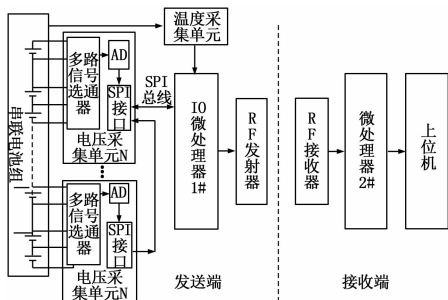 串联电池组
多路
信号
选通
器
AD
SPI
接
口
电压采
集单元N
多路
信号
选通
器
AD
SPI
接
口
电压采
集单元N
温度采
集单元
SPI
总线
IO
微
处
理
器
1#
RF
发
射
器
发送端
RF
接
收
器
微
处
理
器
2#
上
位
机
接收端